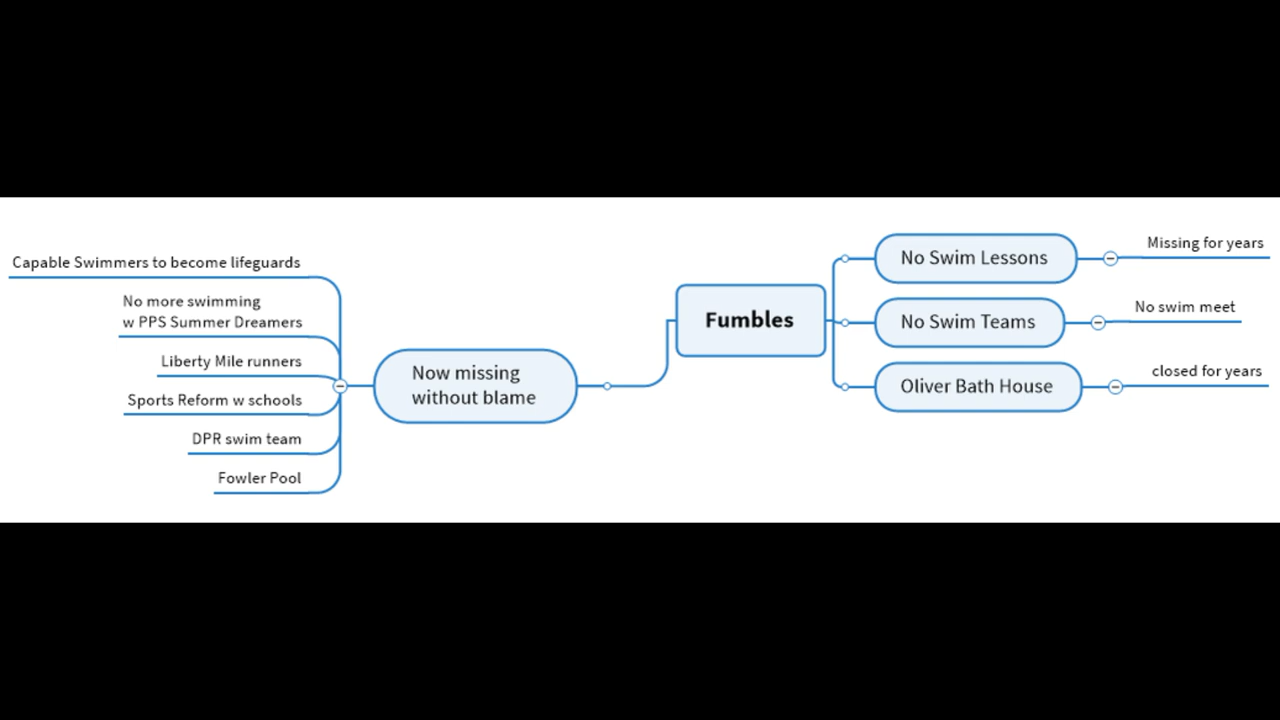 Capable Swimmers to become lifeguards
No more swimming
w PPS Summer Dreamers
Liberty Mile runners
Sports Reform w schools
DPR swim team
Fowler Pool
Now missing
without blame
Fumbles
No Swim Lessons
Missing for years
No Swim Teams
No swim meet
Oliver Bath House
closed for years